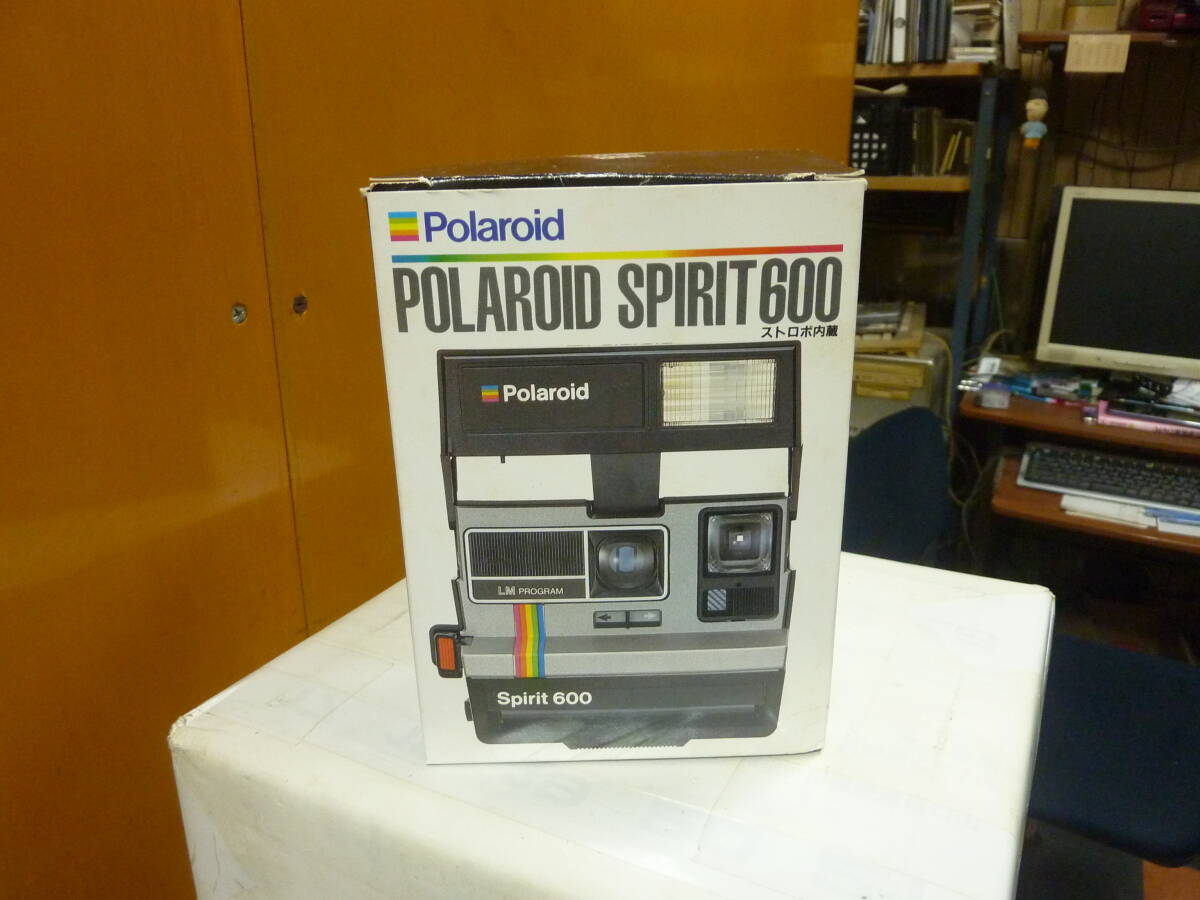 Polaroid
POLAROID SPIRIT 600
ストロボ内蔵
Polaroid
LM PROGRAM
Spirit 600